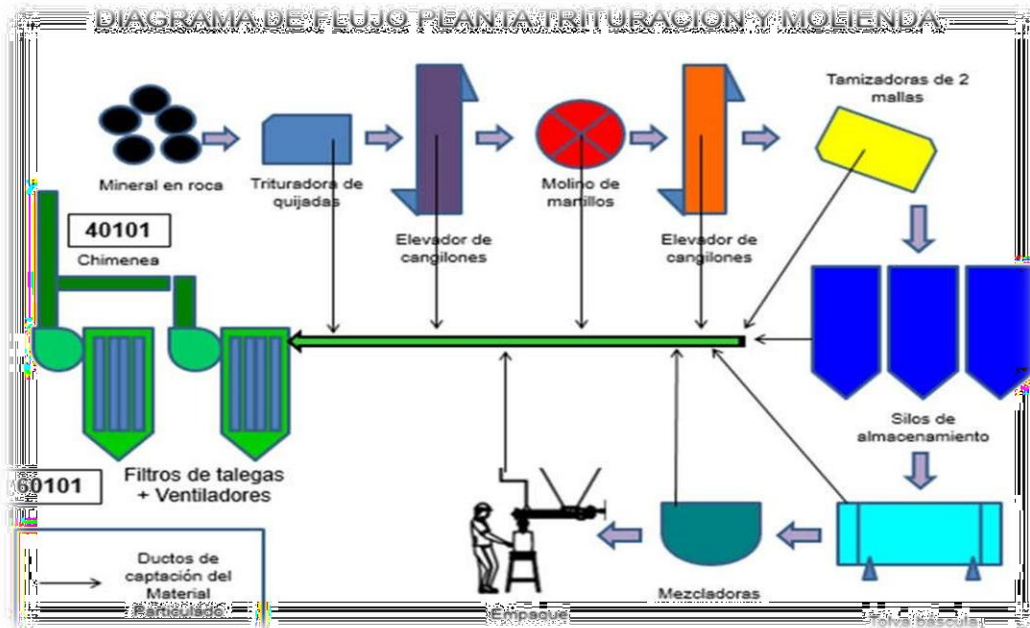 DIAGRAMA DE FLUJO PLANTA TRITURACION Y MOLIENDA
Tamizadoras de 2
mallas
Mineral en roca
Trituradora de
quijadas
Molino de
martillos
40101
Chimenea
Elevador de
cangilones
Elevador de
cangilones
Silos de
almacenamiento
Filtros de talegas
+ Ventiladores
60101
Ductos de
captación del
Material
Particulado
Empaque
Mezcladoras
Tolva bascula